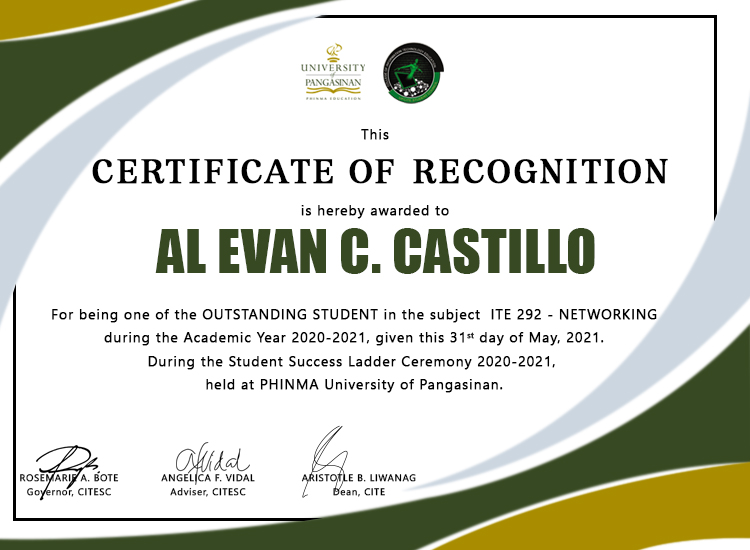 UNIVERSITY
of
PANGASINAN
PHINMA EDUCATION
This
CERTIFICATE OF RECOGNITION
is hereby awarded to
AL EVAN C. CASTILLO
For being one of the OUTSTANDING STUDENT in the subject ITE 292 - NETWORKING
during the Academic Year 2020-2021, given this 31st day of May, 2021.
During the Student Success Ladder Ceremony 2020-2021,
held at PHINMA University of Pangasinan.
ROSEMARIE A. BOTE ANGELICA F. VIDAL ARISTOTLE B. LIWANAG
Governor, CITESC Adviser, CITESC Dean, CITE